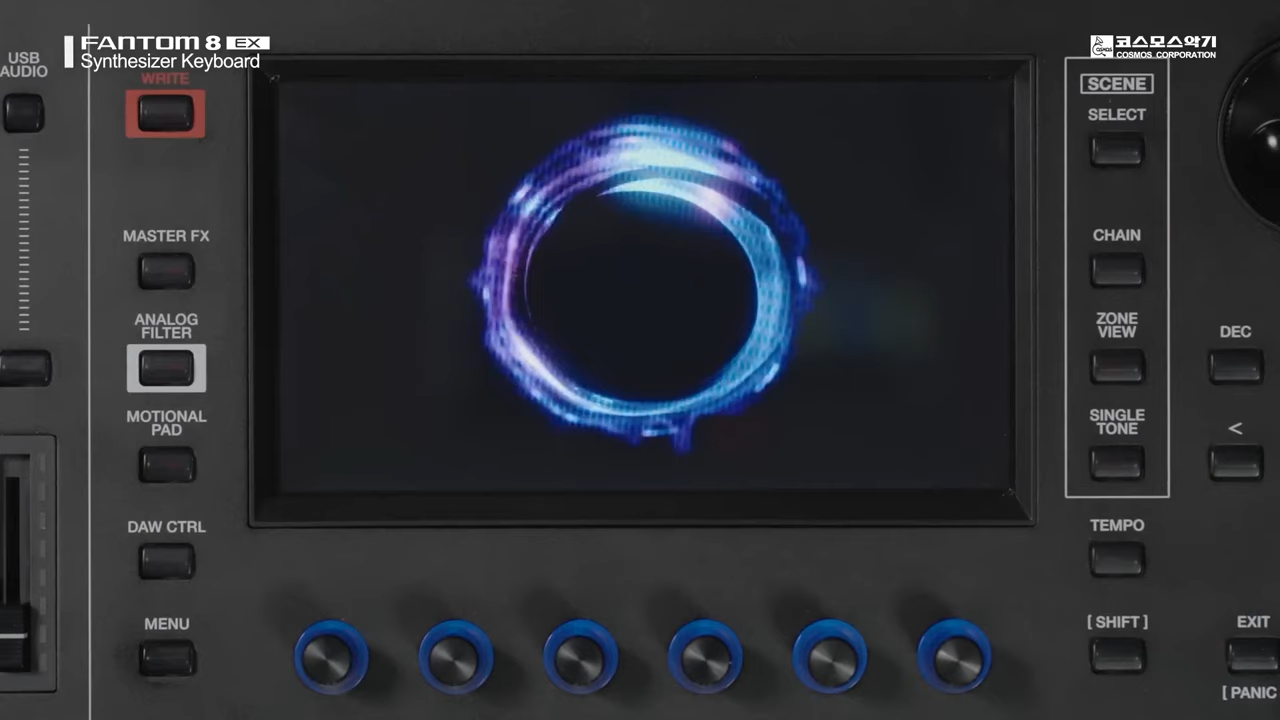 FANTOM 8 EX
Synthesizer Keyboard
코스모스악기
COSMOS CORPORATION
COSMOS
USB
AUDIO
WRITE
MASTER FX
ANALOG
FILTER
MOTIONAL
PAD
DAW CTRL
MENU
SCENE
SELECT
CHAIN
ZONE
VIEW
SINGLE
TONE
TEMPO
[ SHIFT ]
DEC
<
EXIT
[ PANIC